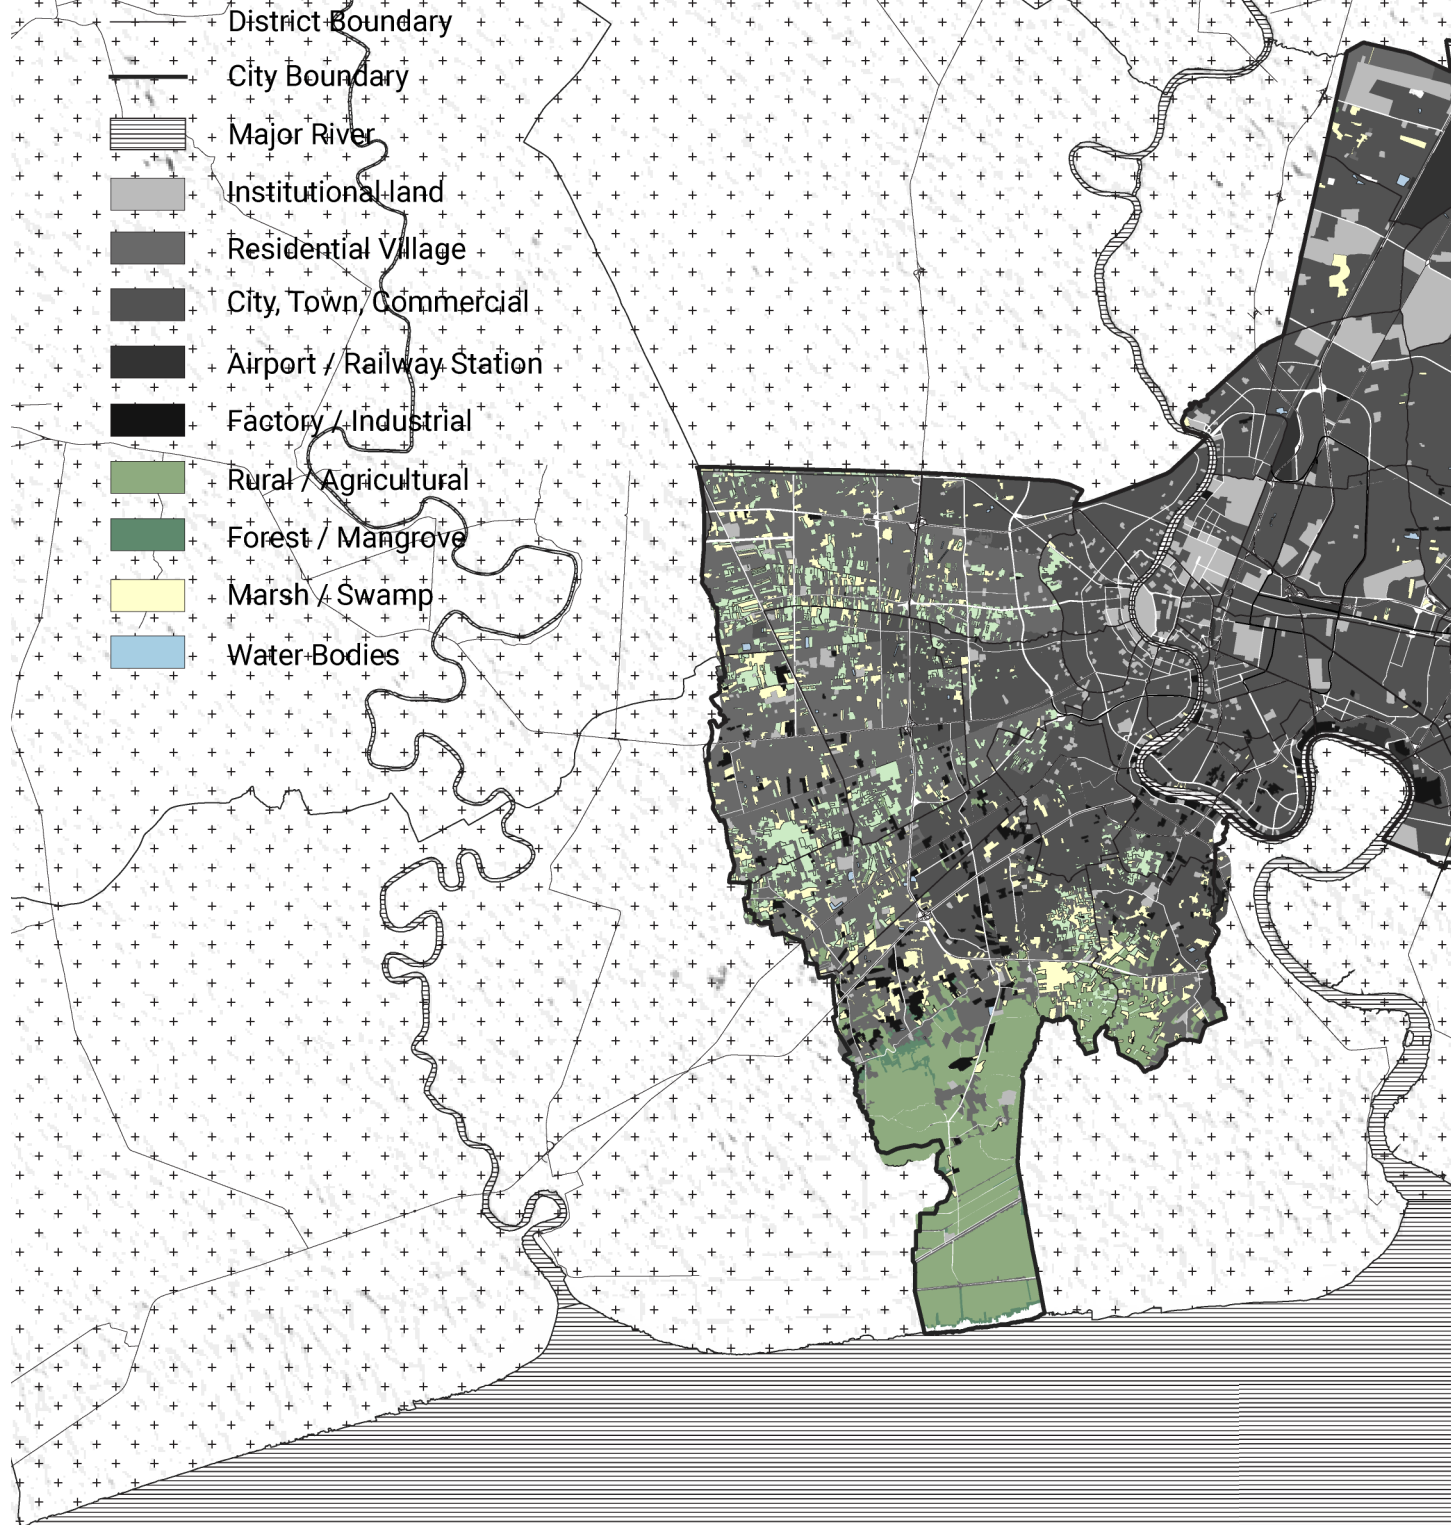 District Boundary
City Boundary
Major River
Institutional land
Residential Village
City, Town, Commercial
Airport / Railway Station
Factory / Industrial
Rural / Agricultural
Forest / Mangrove
Marsh / Swamp
Water Bodies